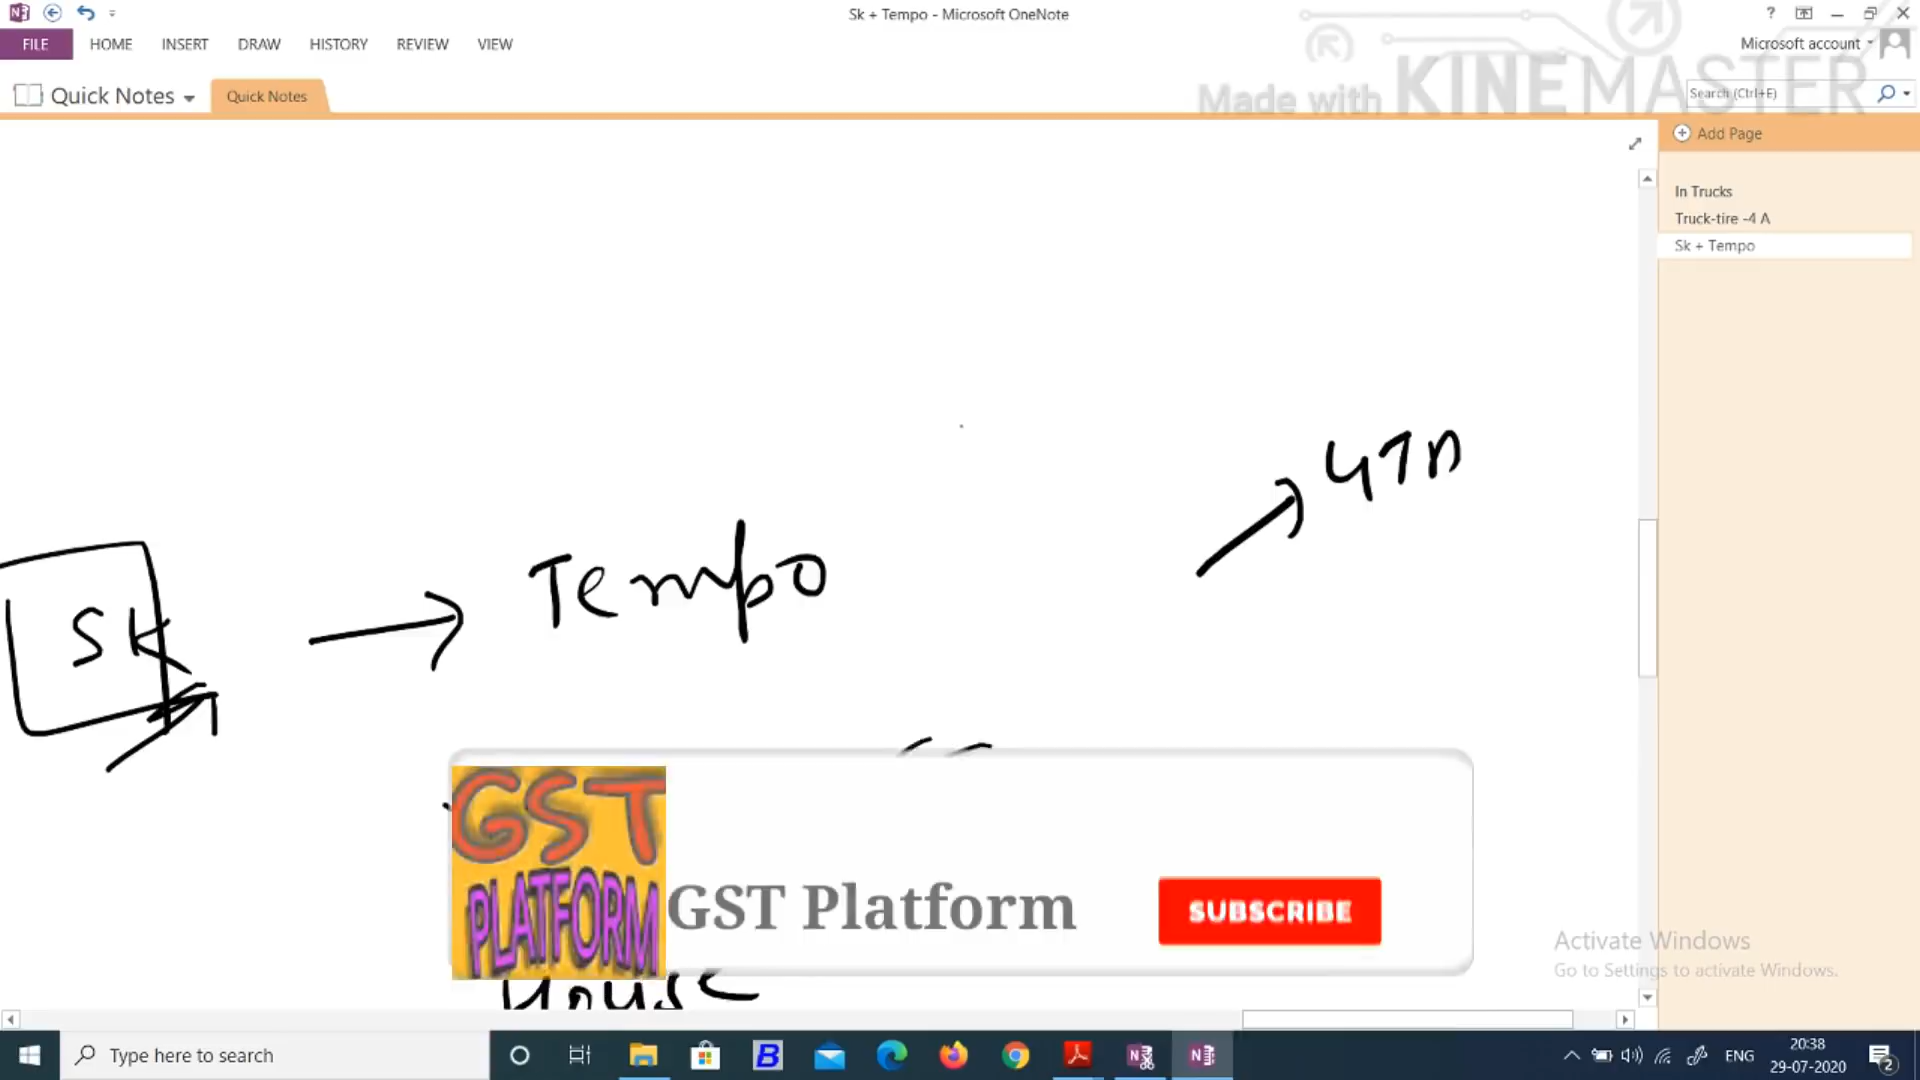 Sk + Tempo - Microsoft OneNote
?
FILE HOME INSERT DRAW HISTORY REVIEW VIEW
Microsoft account
Made with KINEMASTER
Quick Notes
Quick Notes
Search (Ctrl+E)
Add Page
In Trucks
Truck-tire -4 A
Sk + Tempo
SK
Tempo
GST
PLATFORM
GST Platform
SUBSCRIBE
House
Activate Windows
Go to Settings to activate Windows.
Type here to search
ENG
20:38
29-07-2020
2